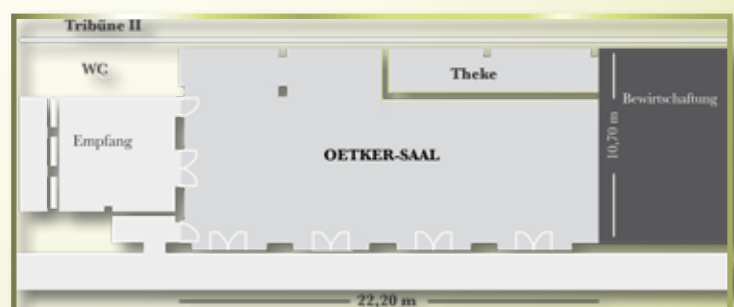 Tribüne II
WC
Theke
Bewirtschaftung
Empfang
10,70 m
OETKER-SAAL
22,20 m